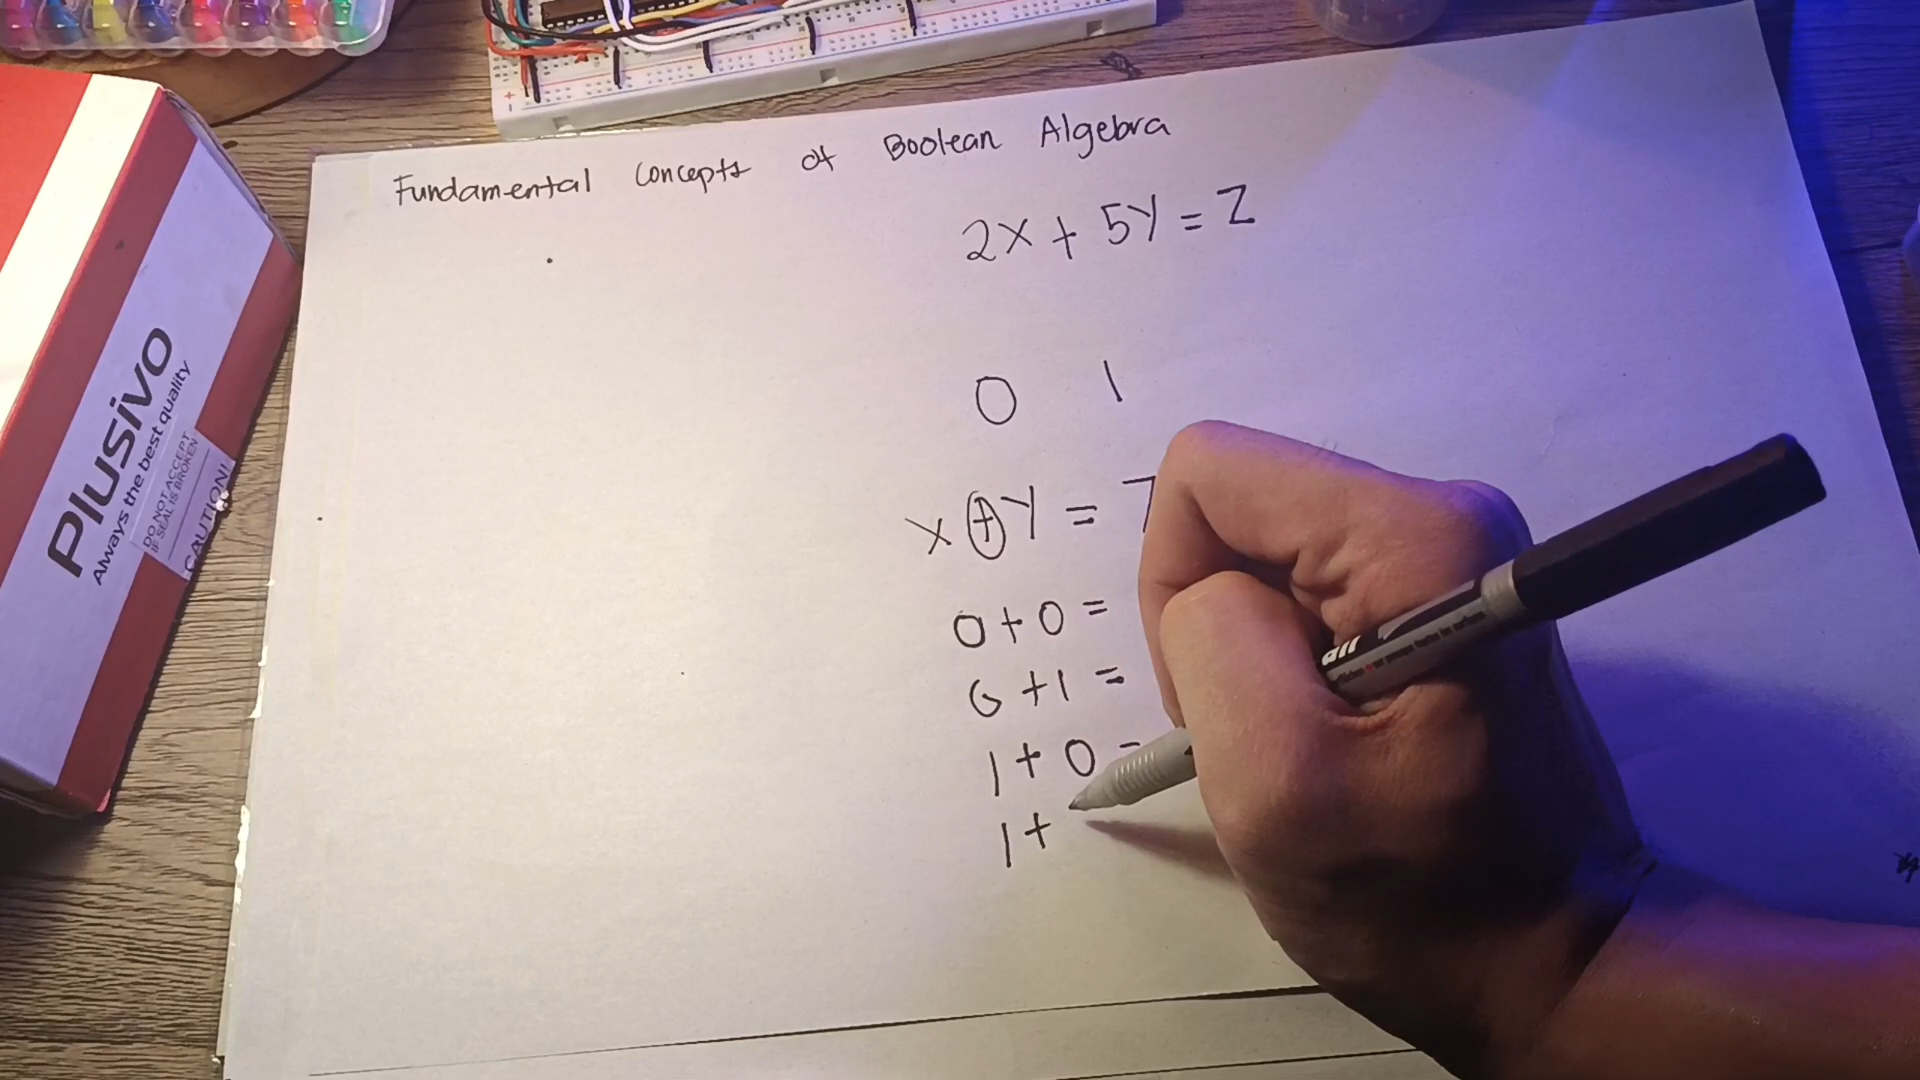 Fundamental Concepts of Boolean Algebra
2X + 5Y = Z
0 1
X + Y =
0 + 0 =
0 + 1 =
1 + 0 =
1 +
Plusivo
Always the best quality
DO NOT ACCEPT
IF SEAL IS BROKEN
CAUTION!